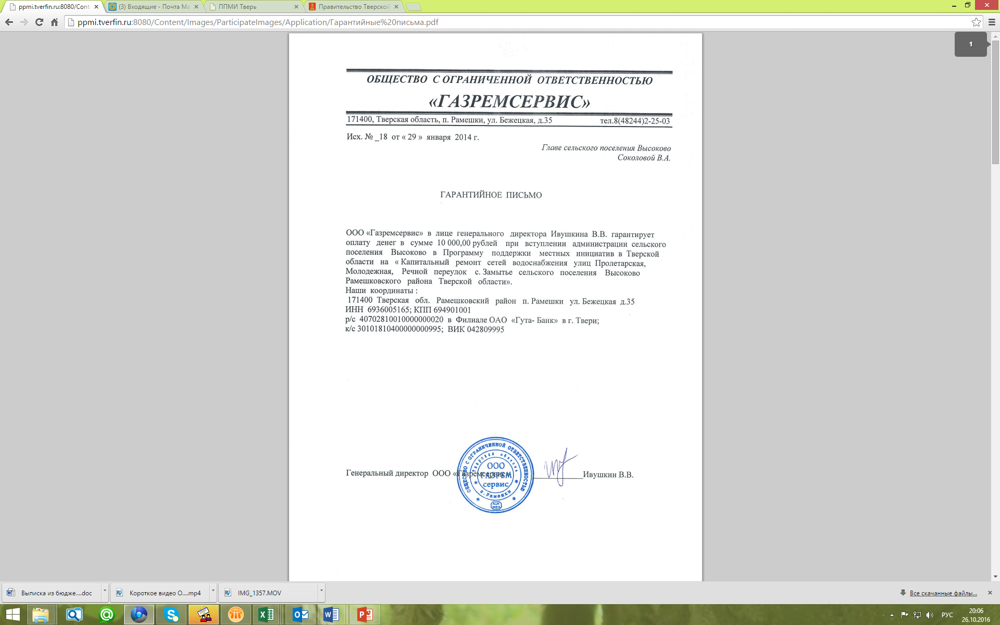 ppmi.tverfin.ru:8080/Cont
(3) Входящие - Почта Ma
ППМИ Тверь
Правительство Тверской
ppmi.tverfin.ru:8080/Content/Images/ParticipateImages/Application/Гарантийные%20письма.pdf
1
ОБЩЕСТВО С ОГРАНИЧЕННОЙ ОТВЕТСТВЕННОСТЬЮ
«ГАЗРЕМСЕРВИС»
171400, Тверская область, п. Рамешки, ул. Бежецкая, д.35 тел.8(48244)2-25-03
Исх. № _18 от « 29 » января 2014 г.
Главе сельского поселения Высоково
Соколовой В.А.
ГАРАНТИЙНОЕ ПИСЬМО
ООО «Газремсервис» в лице генерального директора Ивушкина В.В. гарантирует
оплату денег в сумме 10 000,00 рублей при вступлении администрации сельского
поселения Высоково в Программу поддержки местных инициатив в Тверской
области на « Капитальный ремонт сетей водоснабжения улиц Пролетарская,
Молодежная, Речной переулок с. Замытье сельского поселения Высоково
Рамешковского района Тверской области».
Наши координаты :
171400 Тверская обл. Рамешковский район п. Рамешки ул. Бежецкая д.35
ИНН 6936005165; КПП 694901001
р/с 40702810010000000020 в Филиале ОАО «Гута- Банк» в г. Твери;
к/с 30101810400000000995; ВИК 042809995
Генеральный директор ООО «Газремсервис» Ивушкин В.В.
ОБЩЕСТВО С ОГРАНИЧЕННОЙ ОТВЕТСТВЕННОСТЬЮ
Тверская область
ООО
ГАЗРЕМ
сервис
п. Рамешки
Выписка из бюдже....doc
Короткое видео О....mp4
IMG_1357.MOV
Все скачанные файлы...
РУС
20:06
26.10.2016